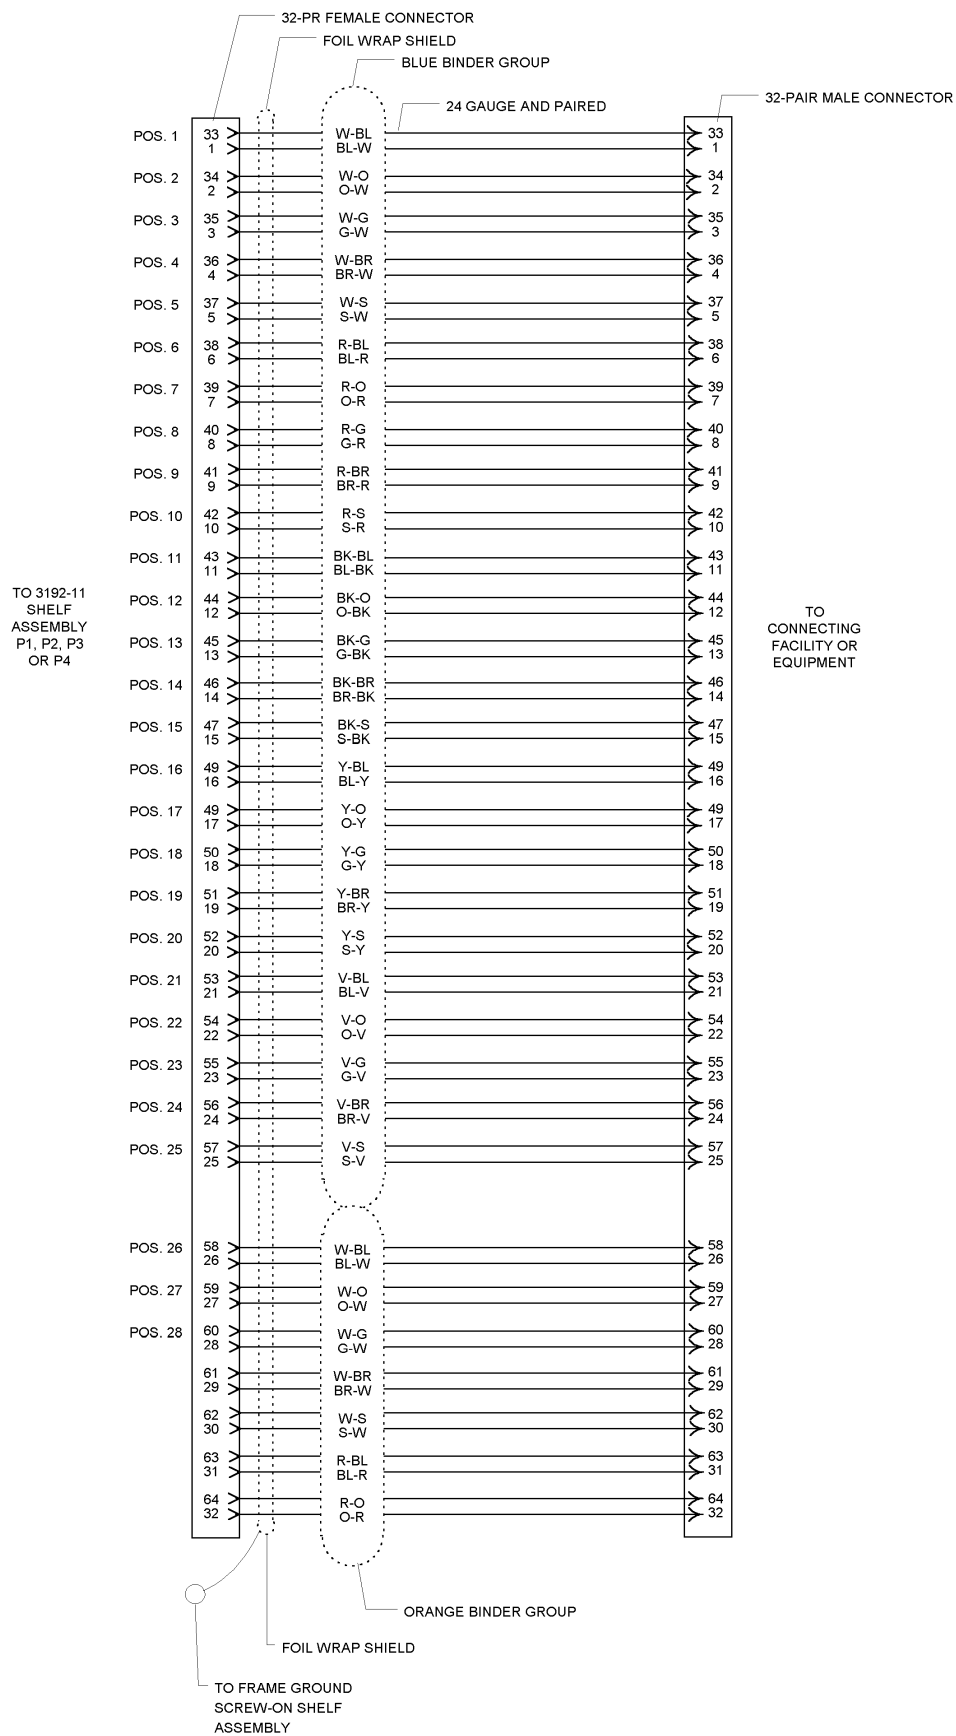 32-PR FEMALE CONNECTOR
FOIL WRAP SHIELD
BLUE BINDER GROUP
24 GAUGE AND PAIRED
32-PAIR MALE CONNECTOR
POS. 1 33 W-BL 33
1 BL-W 1
POS. 2 34 W-O 34
2 O-W 2
POS. 3 35 W-G 35
3 G-W 3
POS. 4 36 W-BR 36
4 BR-W 4
POS. 5 37 W-S 37
5 S-W 5
POS. 6 38 R-BL 38
6 BL-R 6
POS. 7 39 R-O 39
7 O-R 7
POS. 8 40 R-G 40
8 G-R 8
POS. 9 41 R-BR 41
9 BR-R 9
POS. 10 42 R-S 42
10 S-R 10
POS. 11 43 BK-BL 43
11 BL-BK 11
POS. 12 44 BK-O 44
12 O-BK 12
POS. 13 45 BK-G 45
13 G-BK 13
POS. 14 46 BK-BR 46
14 BR-BK 14
POS. 15 47 BK-S 47
15 S-BK 15
POS. 16 49 Y-BL 49
16 BL-Y 16
POS. 17 49 Y-O 49
17 O-Y 17
POS. 18 50 Y-G 50
18 G-Y 18
POS. 19 51 Y-BR 51
19 BR-Y 19
POS. 20 52 Y-S 52
20 S-Y 20
POS. 21 53 V-BL 53
21 BL-V 21
POS. 22 54 V-O 54
22 O-V 22
POS. 23 55 V-G 55
23 G-V 23
POS. 24 56 V-BR 56
24 BR-V 24
POS. 25 57 V-S 57
25 S-V 25
POS. 26 58 W-BL 58
26 BL-W 26
POS. 27 59 W-O 59
27 O-W 27
POS. 28 60 W-G 60
28 G-W 28
61 W-BR 61
29 BR-W 29
62 W-S 62
30 S-W 30
63 R-BL 63
31 BL-R 31
64 R-O 64
32 O-R 32
TO 3192-11
SHELF
ASSEMBLY
P1, P2, P3
OR P4
TO
CONNECTING
FACILITY OR
EQUIPMENT
ORANGE BINDER GROUP
FOIL WRAP SHIELD
TO FRAME GROUND
SCREW-ON SHELF
ASSEMBLY